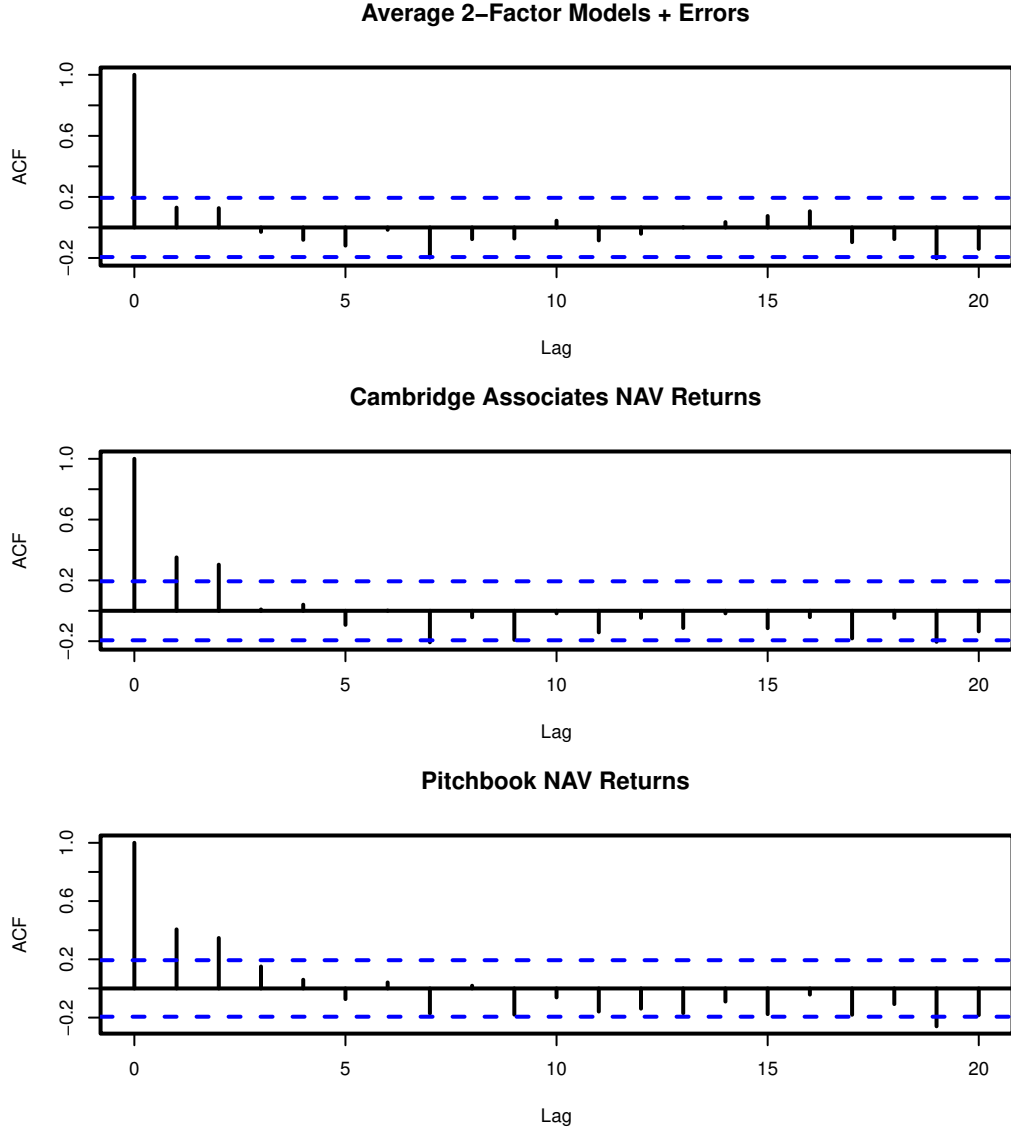 Average 2−Factor Models + Errors
ACF
1.0
0.6
0.2
−0.2
0 5 10 15 20
Lag
Cambridge Associates NAV Returns
ACF
1.0
0.6
0.2
−0.2
0 5 10 15 20
Lag
Pitchbook NAV Returns
ACF
1.0
0.6
0.2
−0.2
0 5 10 15 20
Lag